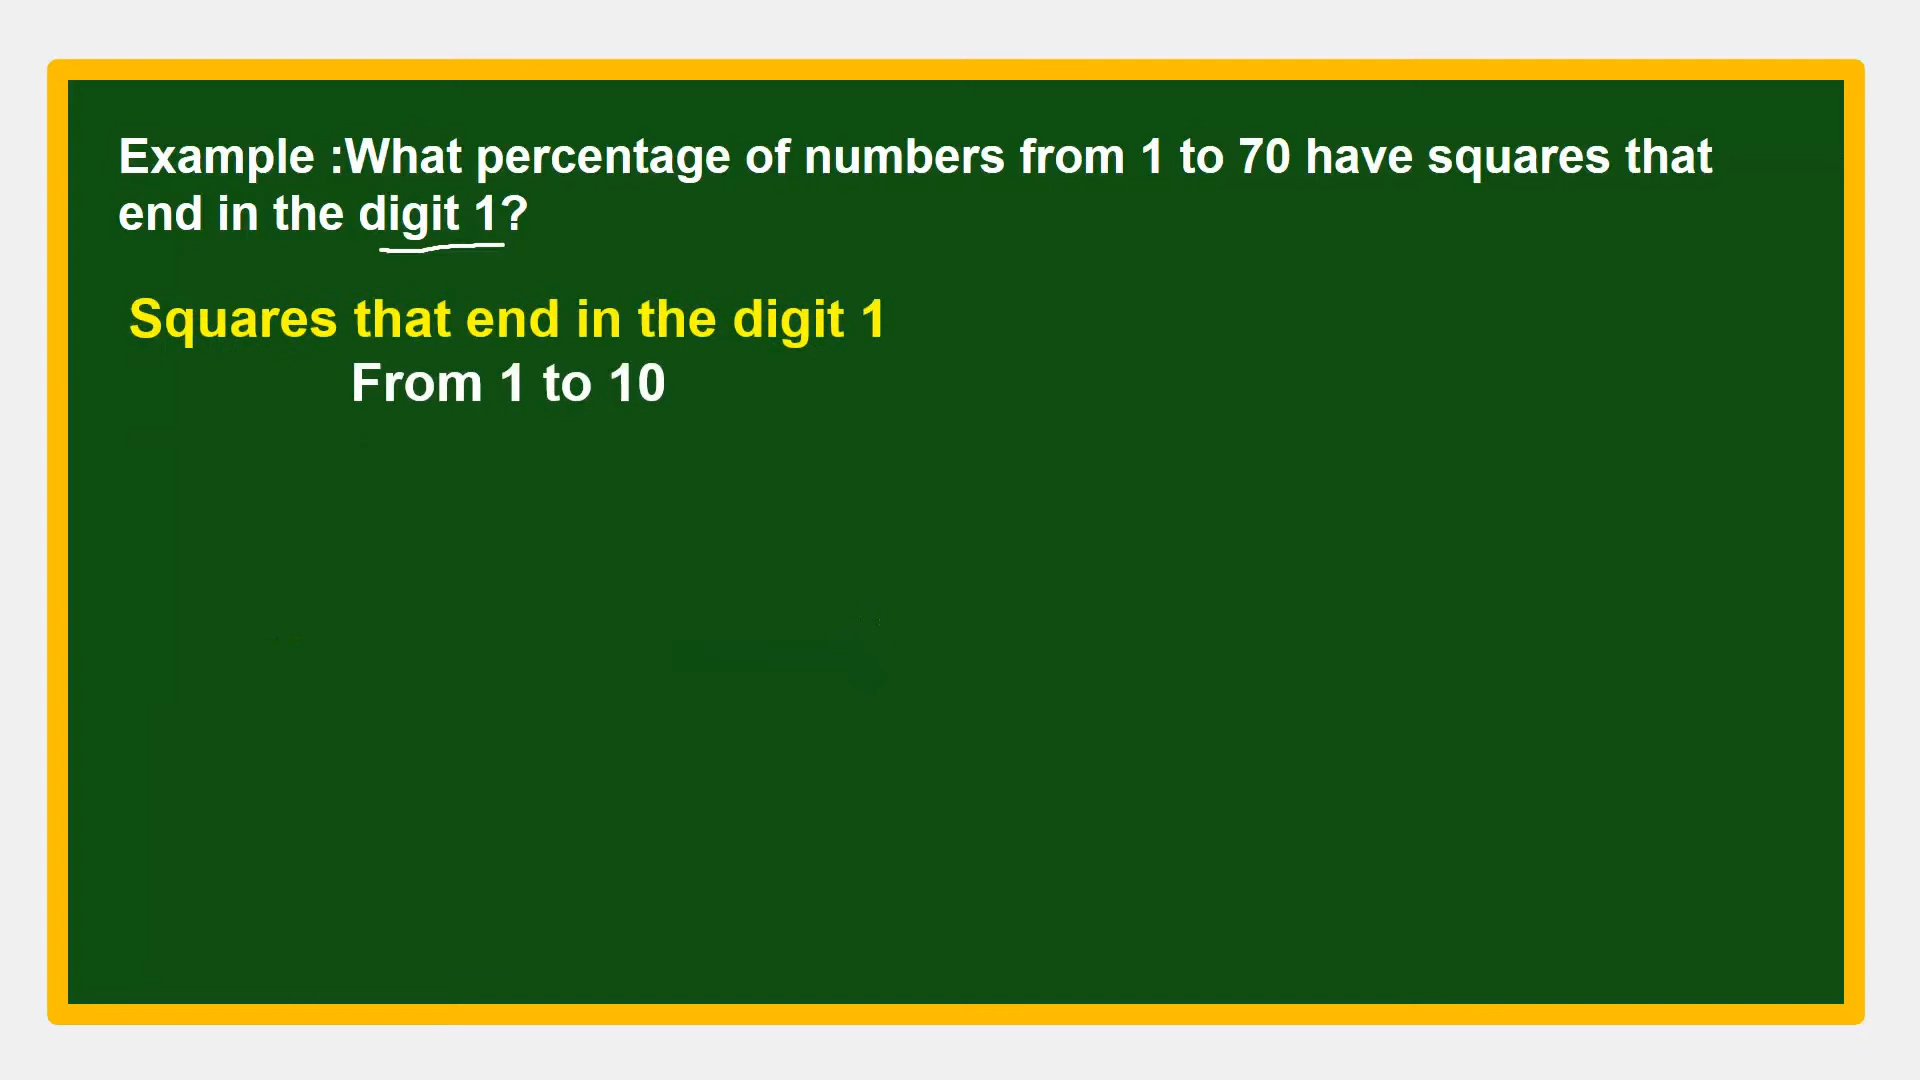 Example :What percentage of numbers from 1 to 70 have squares that
end in the digit 1?
Squares that end in the digit 1
From 1 to 10